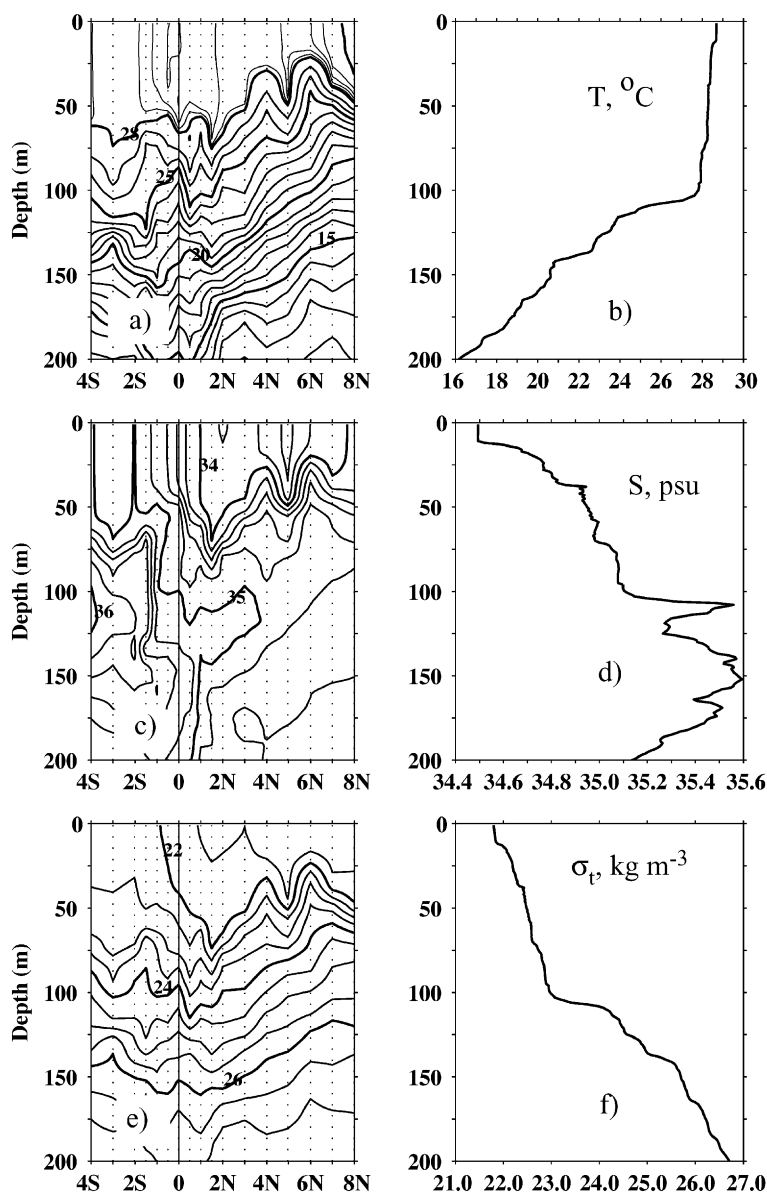 0
50
100
150
200
Depth (m)
28
25
20
15
a)
4S 0 2N 4N 6N 8N
0
50
100
150
200
T, °C
b)
16 18 20 22 24 26 28 30
0
50
100
150
200
Depth (m)
34
35
36
c)
4S 0 2N 4N 6N 8N
0
50
100
150
200
S, psu
d)
34.4 34.6 34.8 35.0 35.2 35.4 35.6
0
50
100
150
200
Depth (m)
22
24
26
e)
4S 0 2N 4N 6N 8N
0
50
100
150
200
σt, kg m-3
f)
21.0 22.0 23.0 24.0 25.0 26.0 27.0